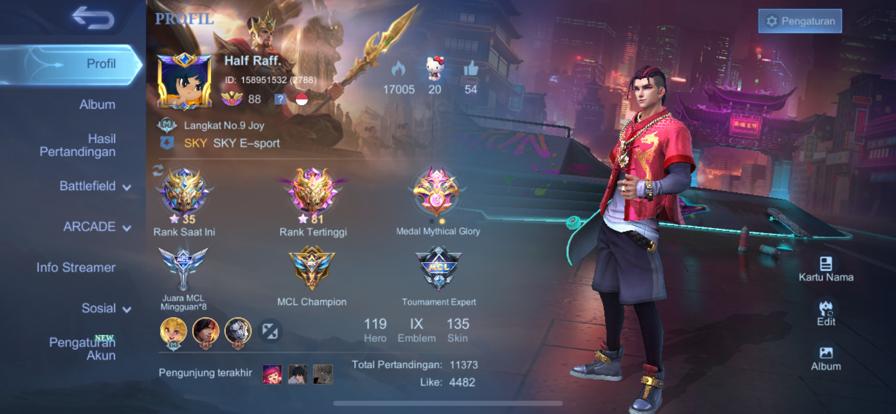 PROFIL
Pengaturan
Profil
Half Raff.
ID: 158951532 (2788)
88
?
17005
20
54
Album
Langkat No.9 Joy
SKY SKY E-sport
Hasil
Pertandingan
Battlefield
35
Rank Saat Ini
81
Rank Tertinggi
Medal Mythical Glory
ARCADE
Info Streamer
MCL
Juara MCL
Mingguan*8
MCL Champion
Tournament Expert
Kartu Nama
Sosial
119
Hero
IX
Emblem
135
Skin
Edit
NEW
Pengaturan
Akun
Pengunjung terakhir
Total Pertandingan: 11373
Like: 4482
Album